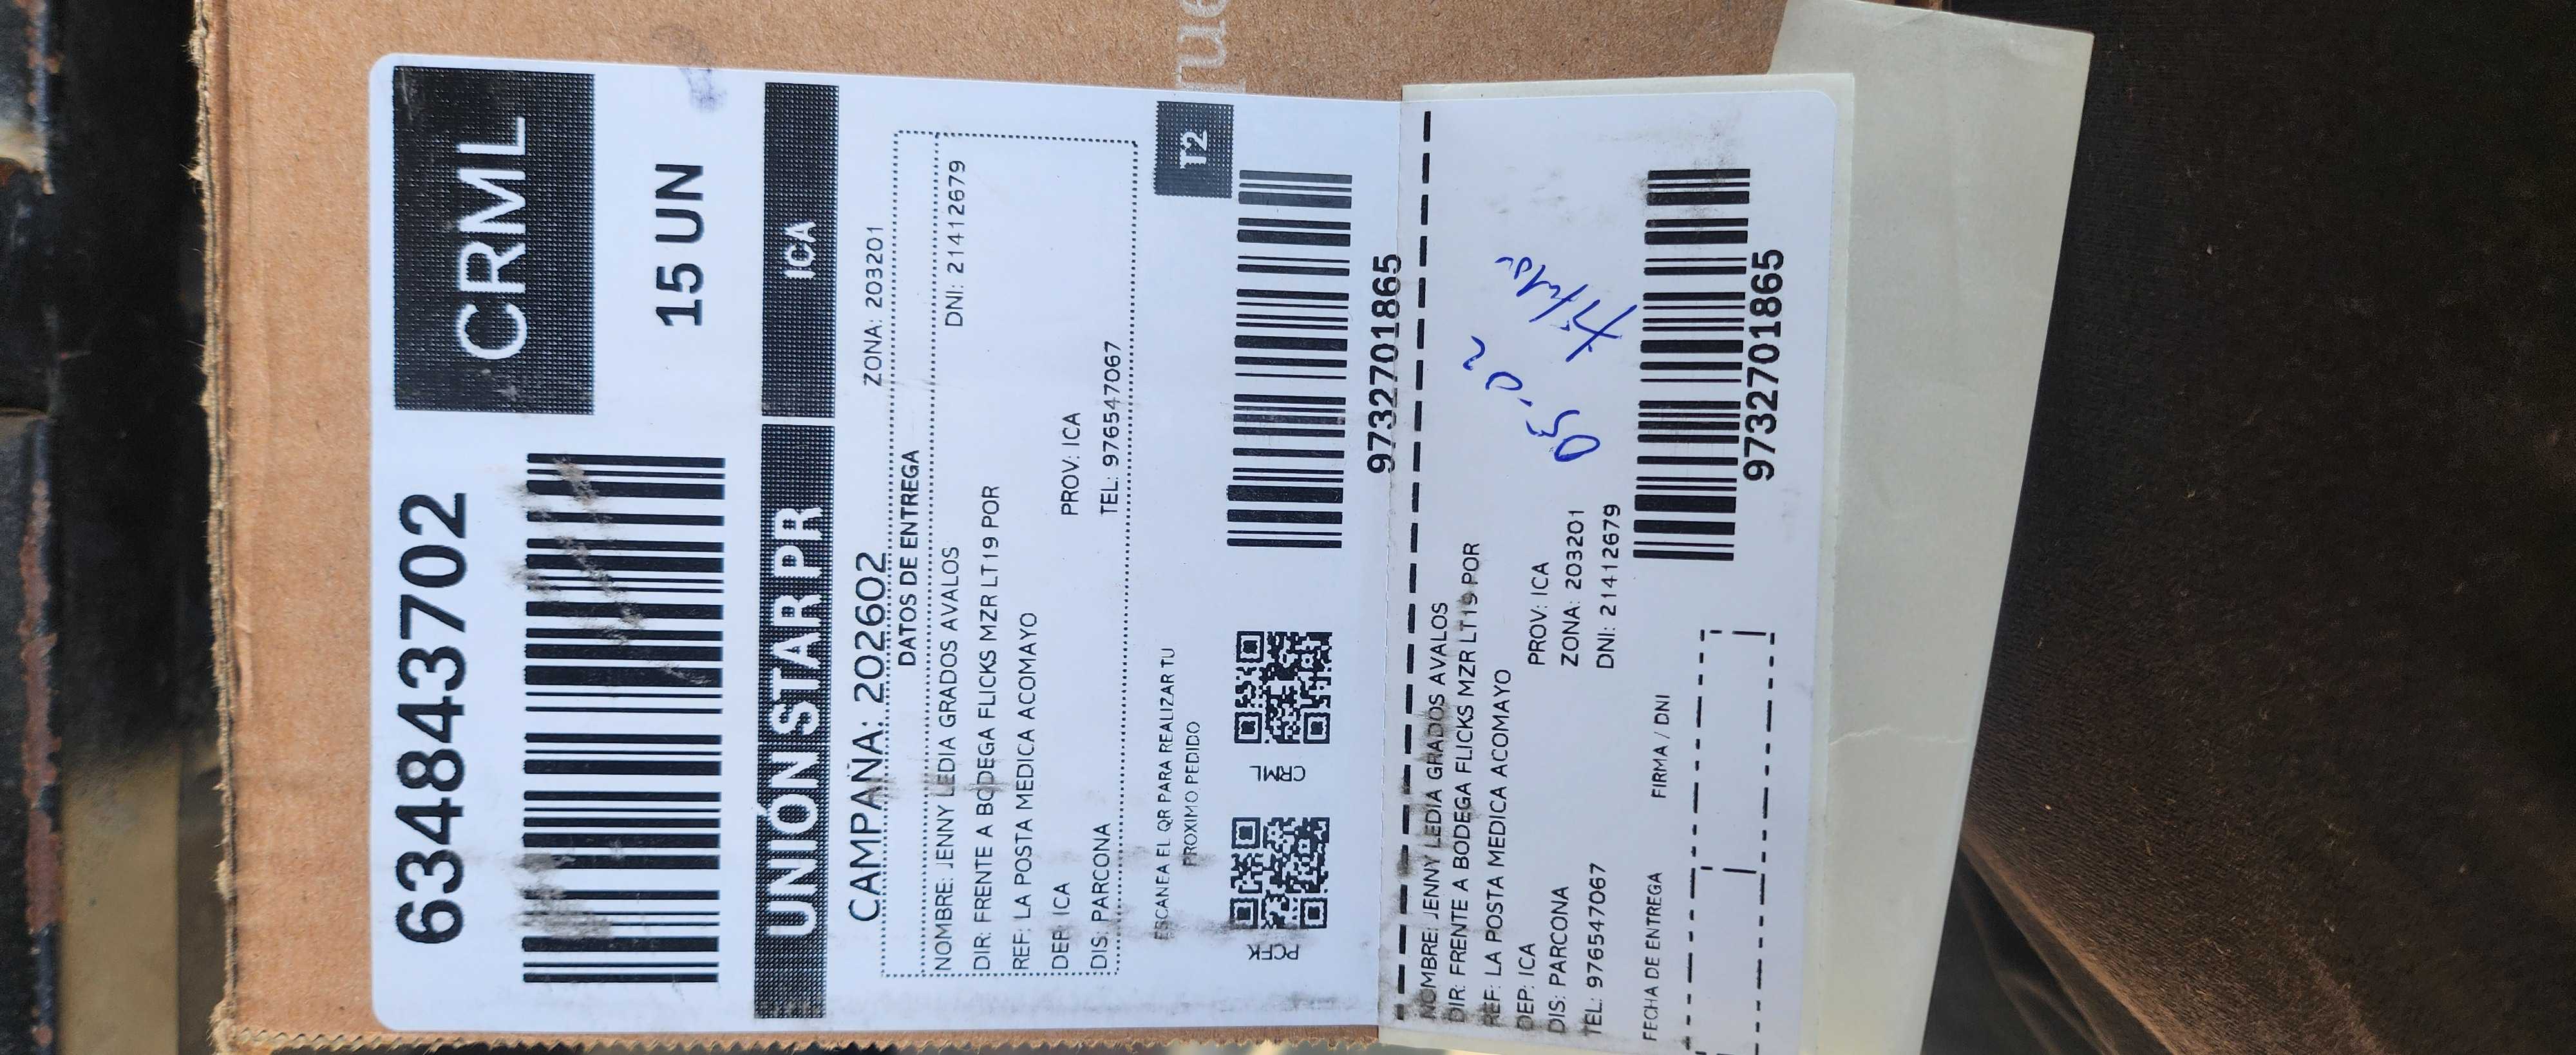 6348843702
CRML
15 UN
UNIÓN STAR PR
ICA
CAMPAÑA: 202602
ZONA: 203201
DATOS DE ENTREGA
NOMBRE: JENNY LEDIA GRADOS AVALOS
DNI: 21412679
DIR: FRENTE A BODEGA FLICKS MZR LT19 POR
REF: LA POSTA MEDICA ACOMAYO
DEP: ICA
PROV: ICA
DIS: PARCONA
TEL: 976547067
ESCANEA EL QR PARA REALIZAR TU
PROXIMO PEDIDO
T2
PCFK
CRML
9732701865
NOMBRE: JENNY LEDIA GRADOS AVALOS
DIR: FRENTE A BODEGA FLICKS MZR LT19 POR
REF: LA POSTA MEDICA ACOMAYO
DEP: ICA
PROV: ICA
DIS: PARCONA
ZONA: 203201
TEL: 976547067
DNI: 21412679
05-02
FECHA DE ENTREGA
FIRMA / DNI
9732701865